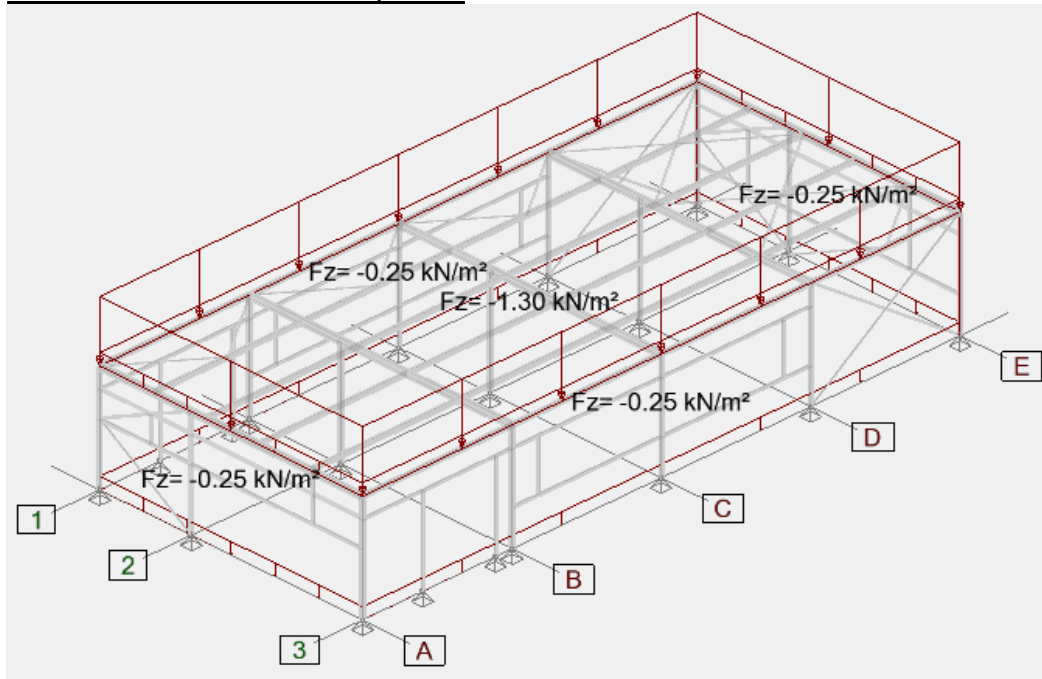 Fz= -0.25 kN/m²
Fz= -0.25 kN/m²
Fz= -1.30 kN/m²
E
Fz= -0.25 kN/m²
D
Fz= -0.25 kN/m²
C
1
2
B
3
A